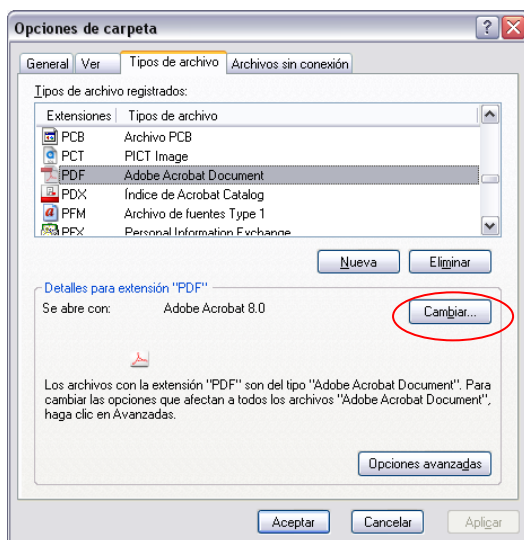 Opciones de carpeta
General Ver Tipos de archivo Archivos sin conexión
Tipos de archivo registrados:
Extensiones Tipos de archivo
PCB Archivo PCB
PCT PICT Image
PDF Adobe Acrobat Document
PDX Índice de Acrobat Catalog
PFM Archivo de fuentes Type 1
PFX Personal Information Exchange
Nueva Eliminar
Detalles para extensión "PDF"
Se abre con: Adobe Acrobat 8.0 Cambiar...
Los archivos con la extensión "PDF" son del tipo "Adobe Acrobat Document". Para
cambiar las opciones que afectan a todos los archivos "Adobe Acrobat Document",
haga clic en Avanzadas.
Opciones avanzadas
Aceptar Cancelar Aplicar